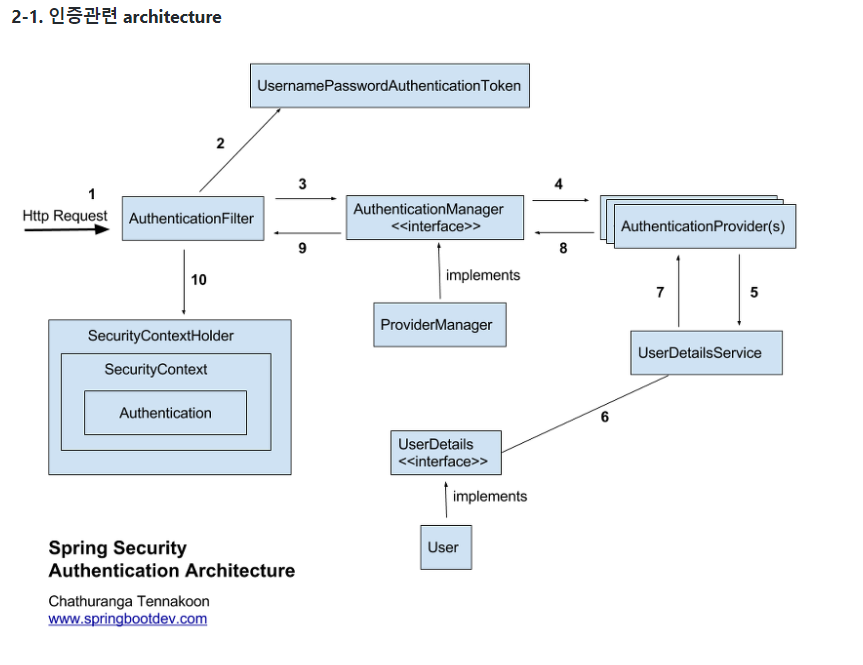 2-1. 인증관련 architecture
UsernamePasswordAuthenticationToken
2
1
3
4
Http Request
AuthenticationFilter
AuthenticationManager
<<interface>>
AuthenticationProvider(s)
9
8
10
implements
7
5
ProviderManager
SecurityContextHolder
UserDetailsService
SecurityContext
Authentication
6
UserDetails
<<interface>>
implements
User
Spring Security
Authentication Architecture
Chathuranga Tennakoon
www.springbootdev.com